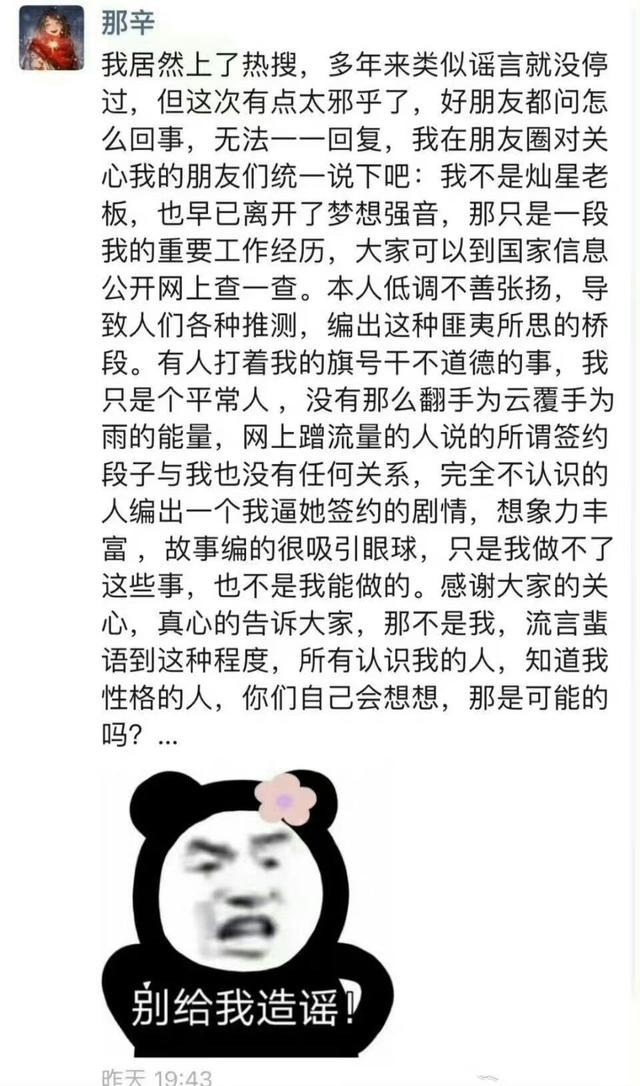 那辛
我居然上了热搜，多年来类似谣言就没停
过，但这次有点太邪乎了，好朋友都问怎
么回事，无法一一回复，我在朋友圈对关
心我的朋友们统一说下吧：我不是灿星老
板，也早已离开了梦想强音，那只是一段
我的重要工作经历，大家可以到国家信息
公开网上查一查。本人低调不善张扬，导
致人们各种推测，编出这种匪夷所思的桥
段。有人打着我的旗号干不道德的事，我
只是个平常人 ，没有那么翻手为云覆手为
雨的能量，网上蹭流量的人说的所谓签约
段子与我也没有任何关系，完全不认识的
人编出一个我逼她签约的剧情，想象力丰
富 ，故事编的很吸引眼球，只是我做不了
这些事，也不是我能做的。感谢大家的关
心，真心的告诉大家，那不是我，流言蜚
语到这种程度，所有认识我的人，知道我
性格的人，你们自己会想想，那是可能的
吗？...
别给我造谣！
昨天 19:43